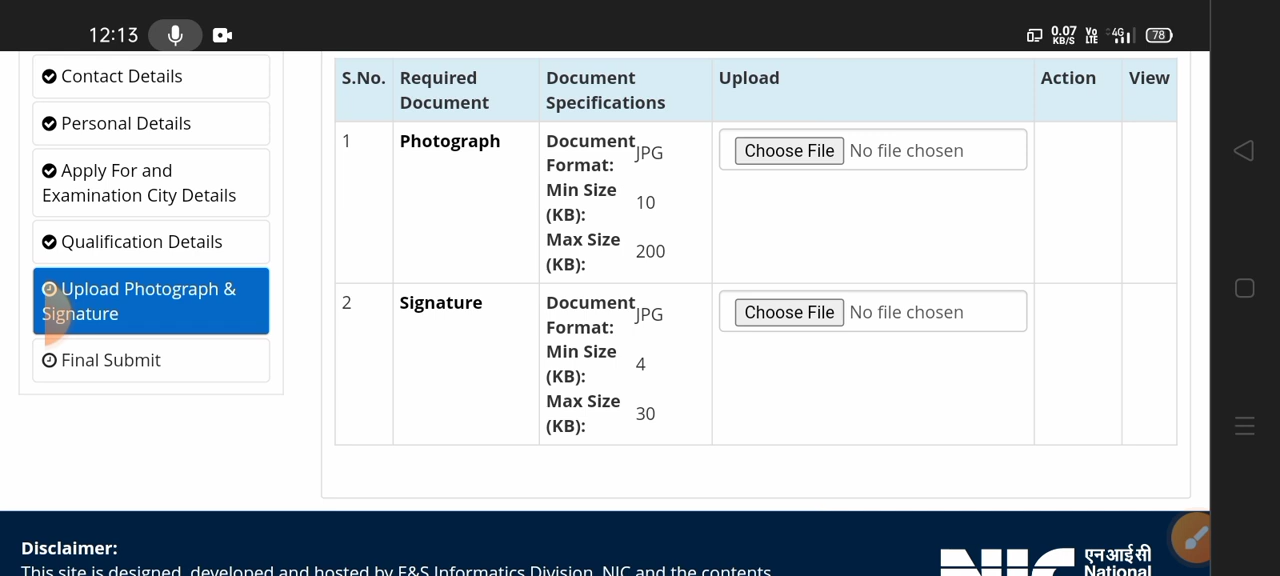 12:13
0.07 KB/S
Vo LTE
4G
78
Contact Details
Personal Details
Apply For and
Examination City Details
Qualification Details
Upload Photograph &
Signature
Final Submit
S.No. Required Document Document Specifications Upload Action View
1 Photograph
Document Format: JPG
Min Size (KB): 10
Max Size (KB): 200
Choose File No file chosen
2 Signature
Document Format: JPG
Min Size (KB): 4
Max Size (KB): 30
Choose File No file chosen
Disclaimer:
This site is designed, developed and hosted by E&S Informatics Division, NIC and the contents
NIC
एनआईसी
National